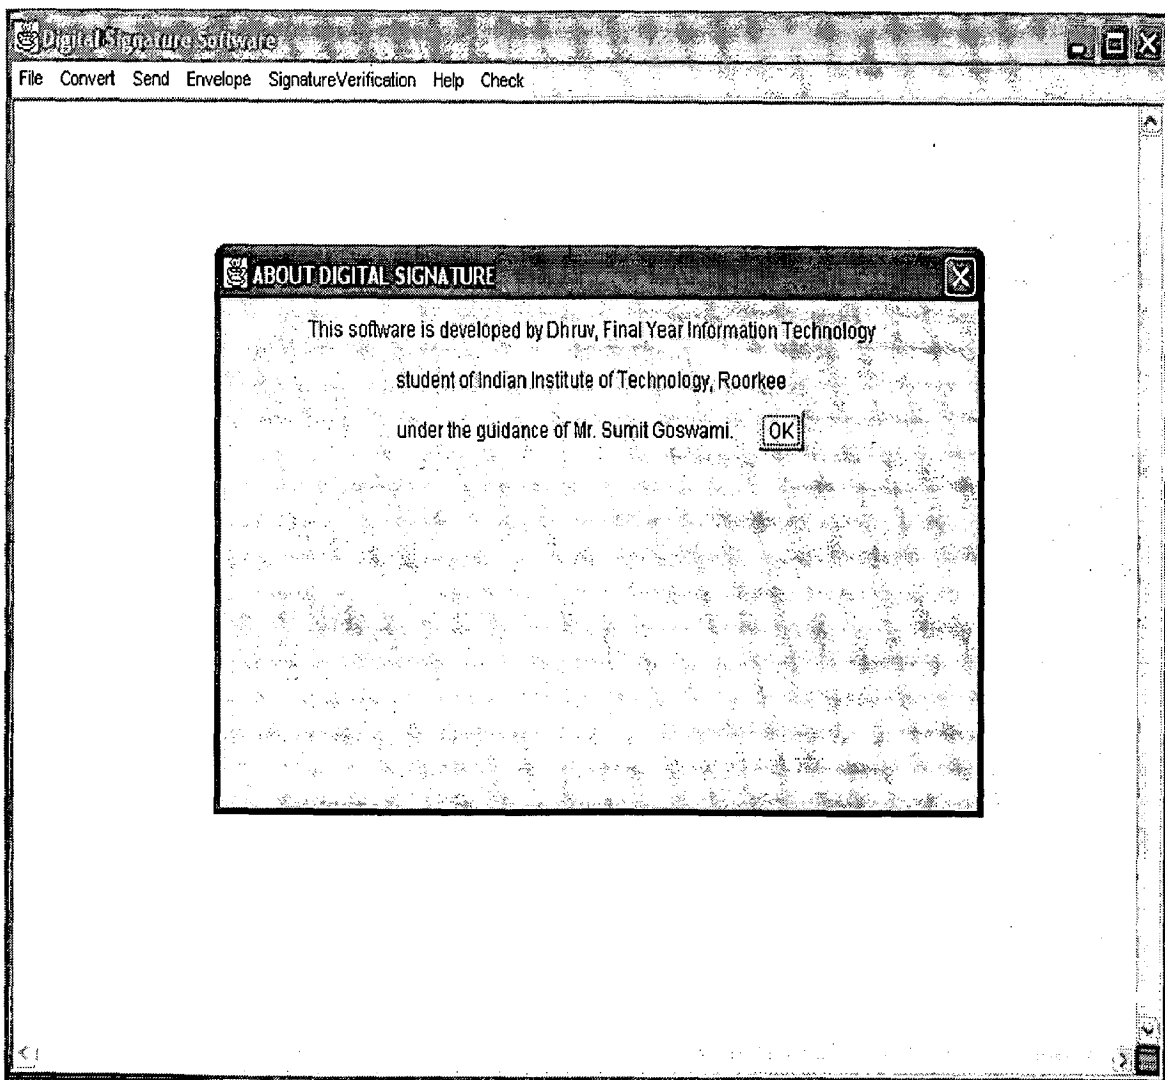 Digital Signature Software
File Convert Send Envelope SignatureVerification Help Check
ABOUT DIGITAL SIGNATURE
This software is developed by Dhruv, Final Year Information Technology
student of Indian Institute of Technology, Roorkee
under the guidance of Mr. Sumit Goswami. OK